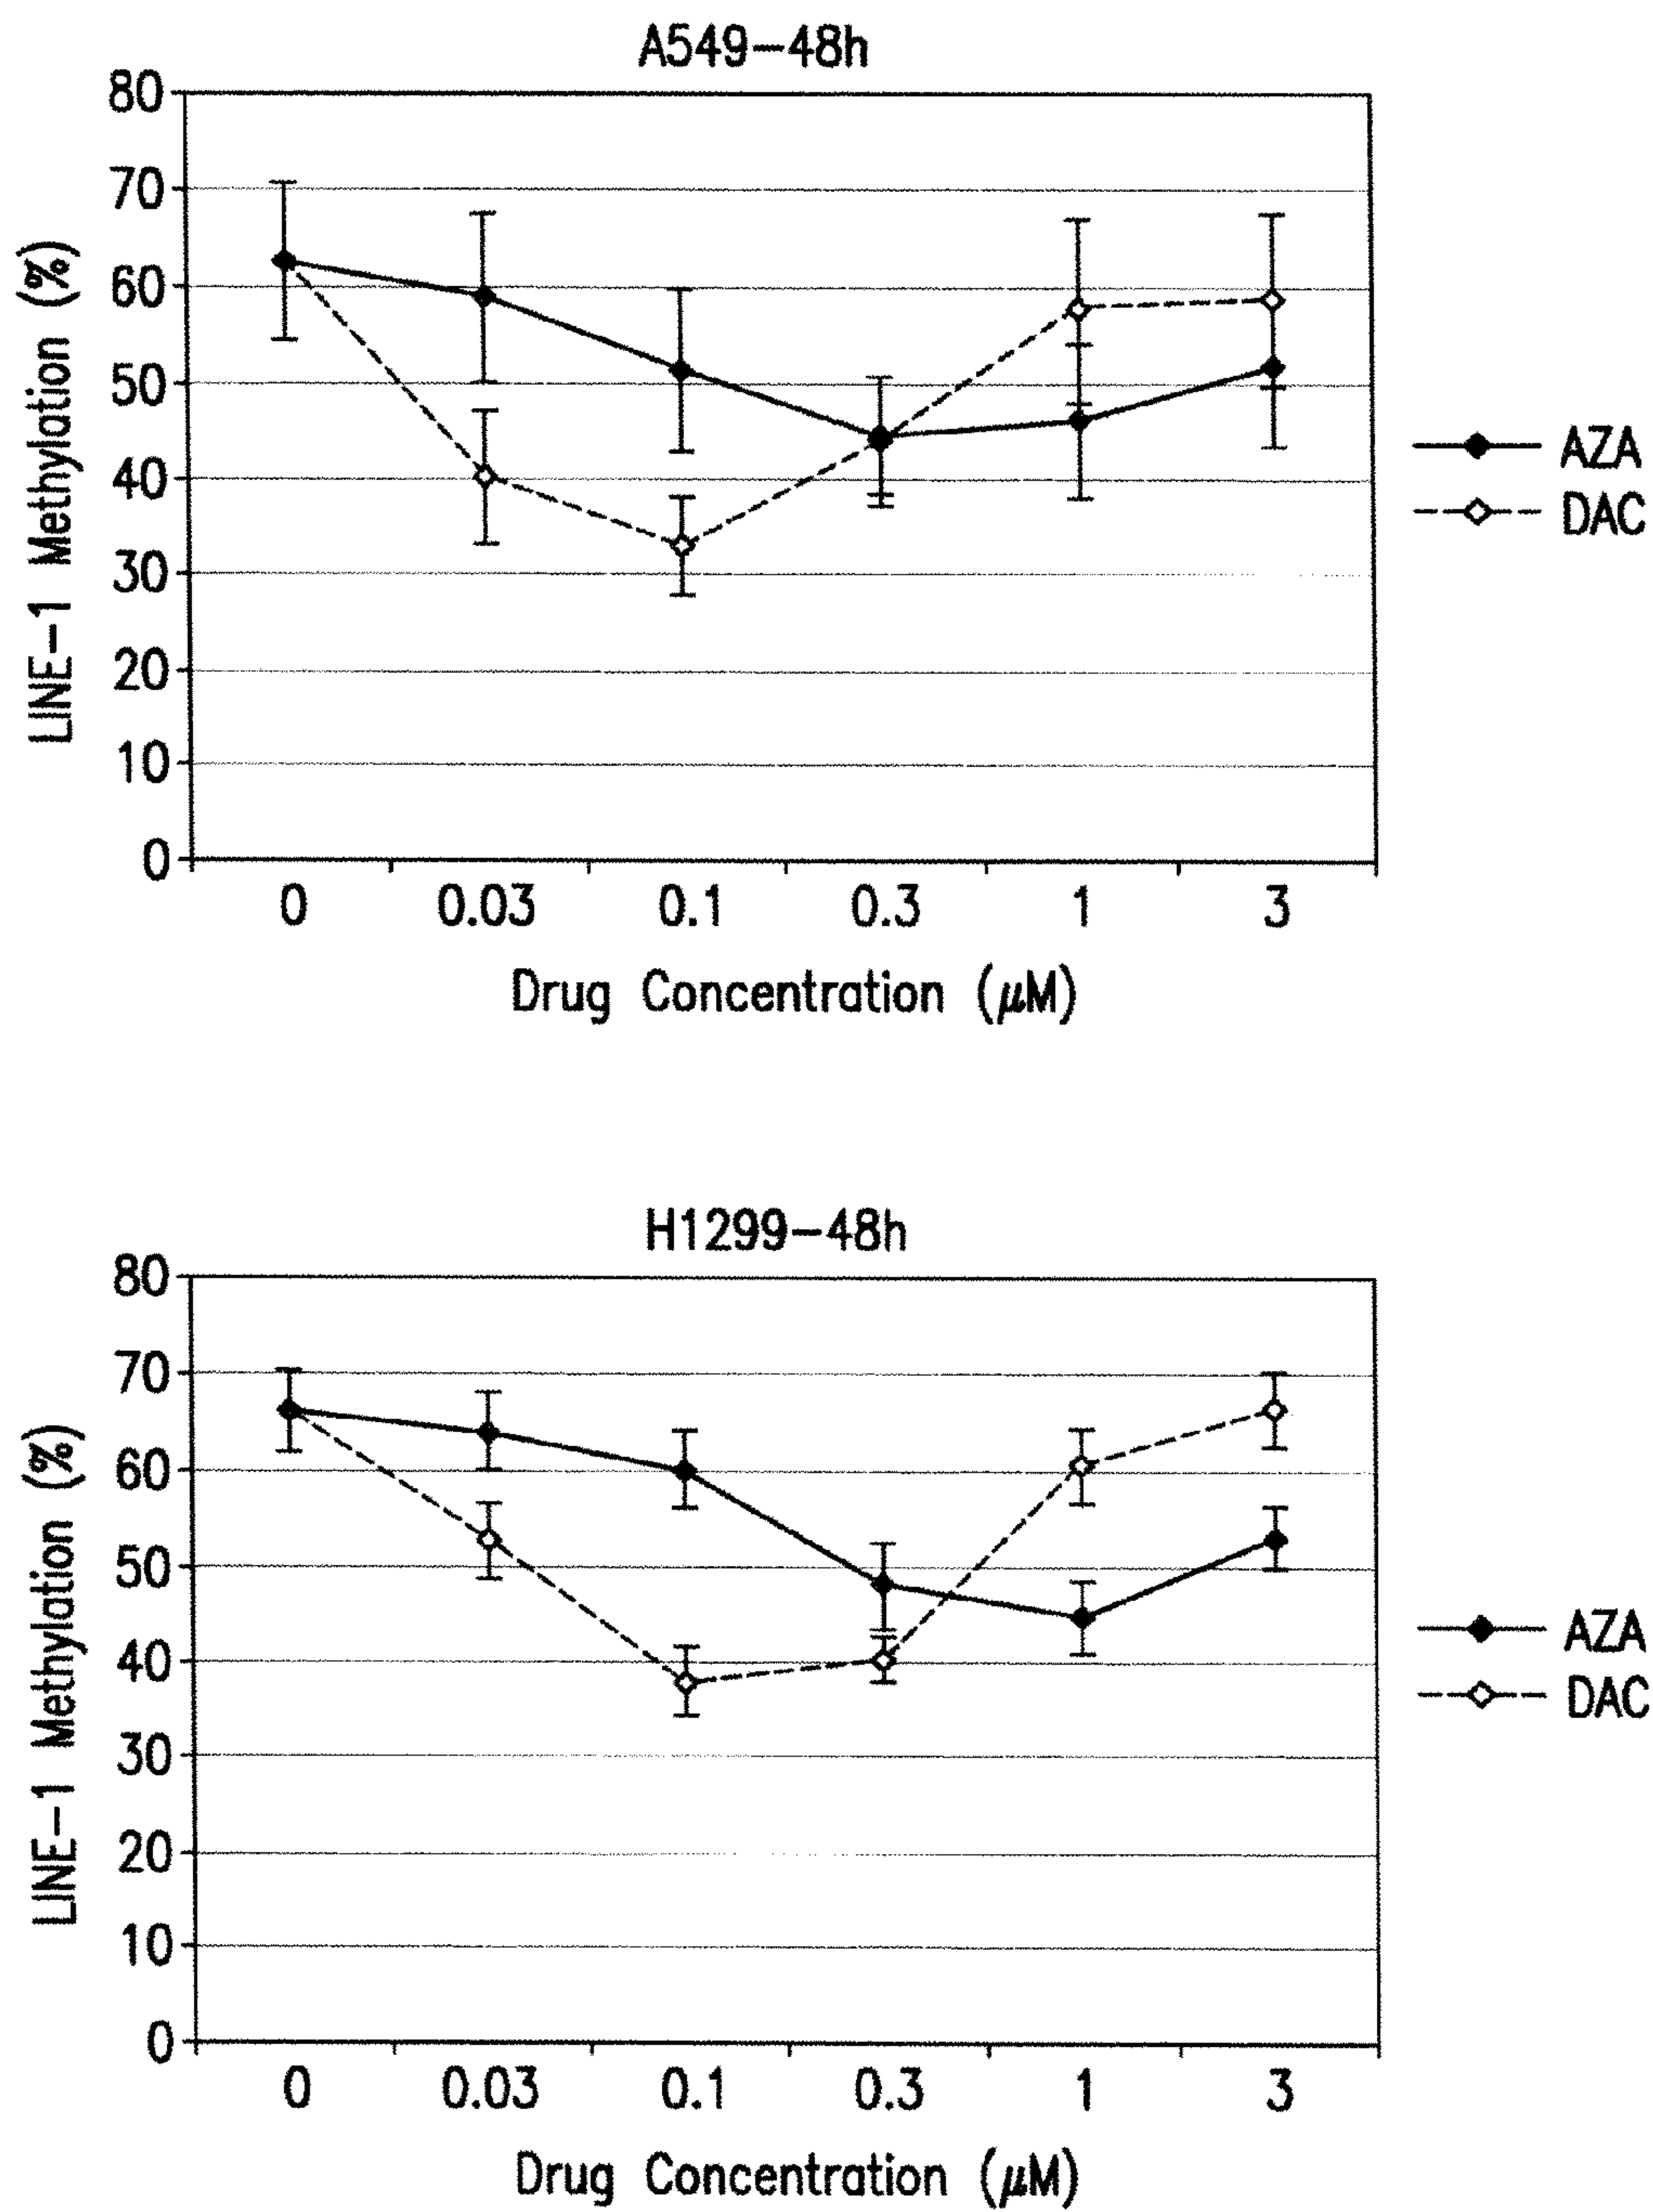 A549-48h
LINE-1 Methylation (%)
80
70
60
50
40
30
20
10
0
0 0.03 0.1 0.3 1 3
Drug Concentration (μM)
AZA
DAC
H1299-48h
LINE-1 Methylation (%)
80
70
60
50
40
30
20
10
0
0 0.03 0.1 0.3 1 3
Drug Concentration (μM)
AZA
DAC